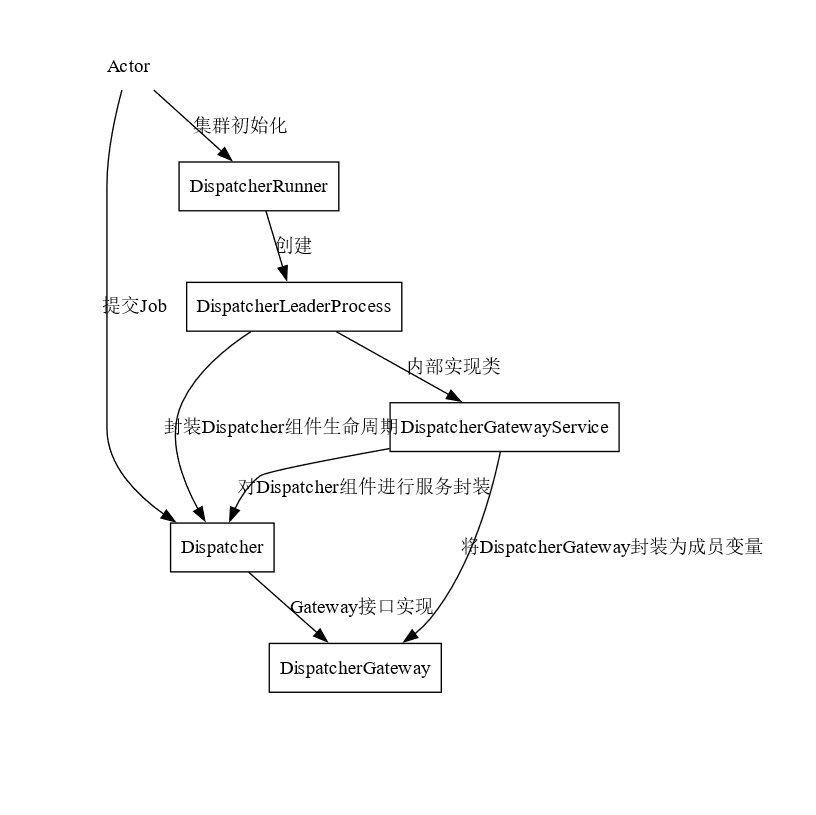 Actor
集群初始化
DispatcherRunner
创建
提交Job
DispatcherLeaderProcess
内部实现类
封装Dispatcher组件生命周期
DispatcherGatewayService
对Dispatcher组件进行服务封装
Dispatcher
将DispatcherGateway封装为成员变量
Gateway接口实现
DispatcherGateway